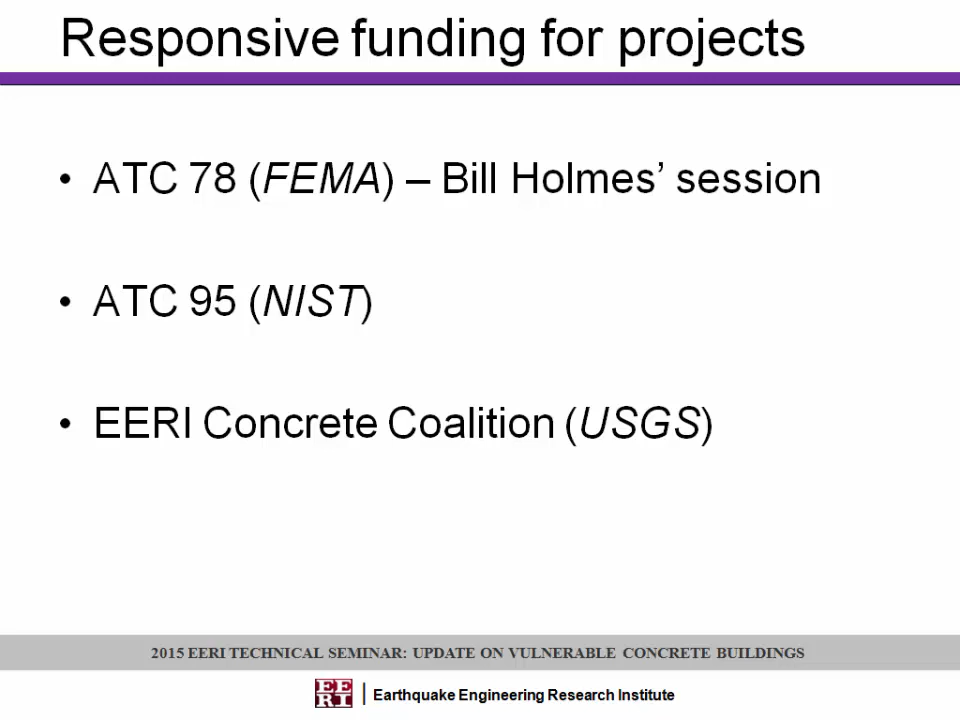 Responsive funding for projects
• ATC 78 (FEMA) – Bill Holmes’ session
• ATC 95 (NIST)
• EERI Concrete Coalition (USGS)
2015 EERI TECHNICAL SEMINAR: UPDATE ON VULNERABLE CONCRETE BUILDINGS
EERI | Earthquake Engineering Research Institute